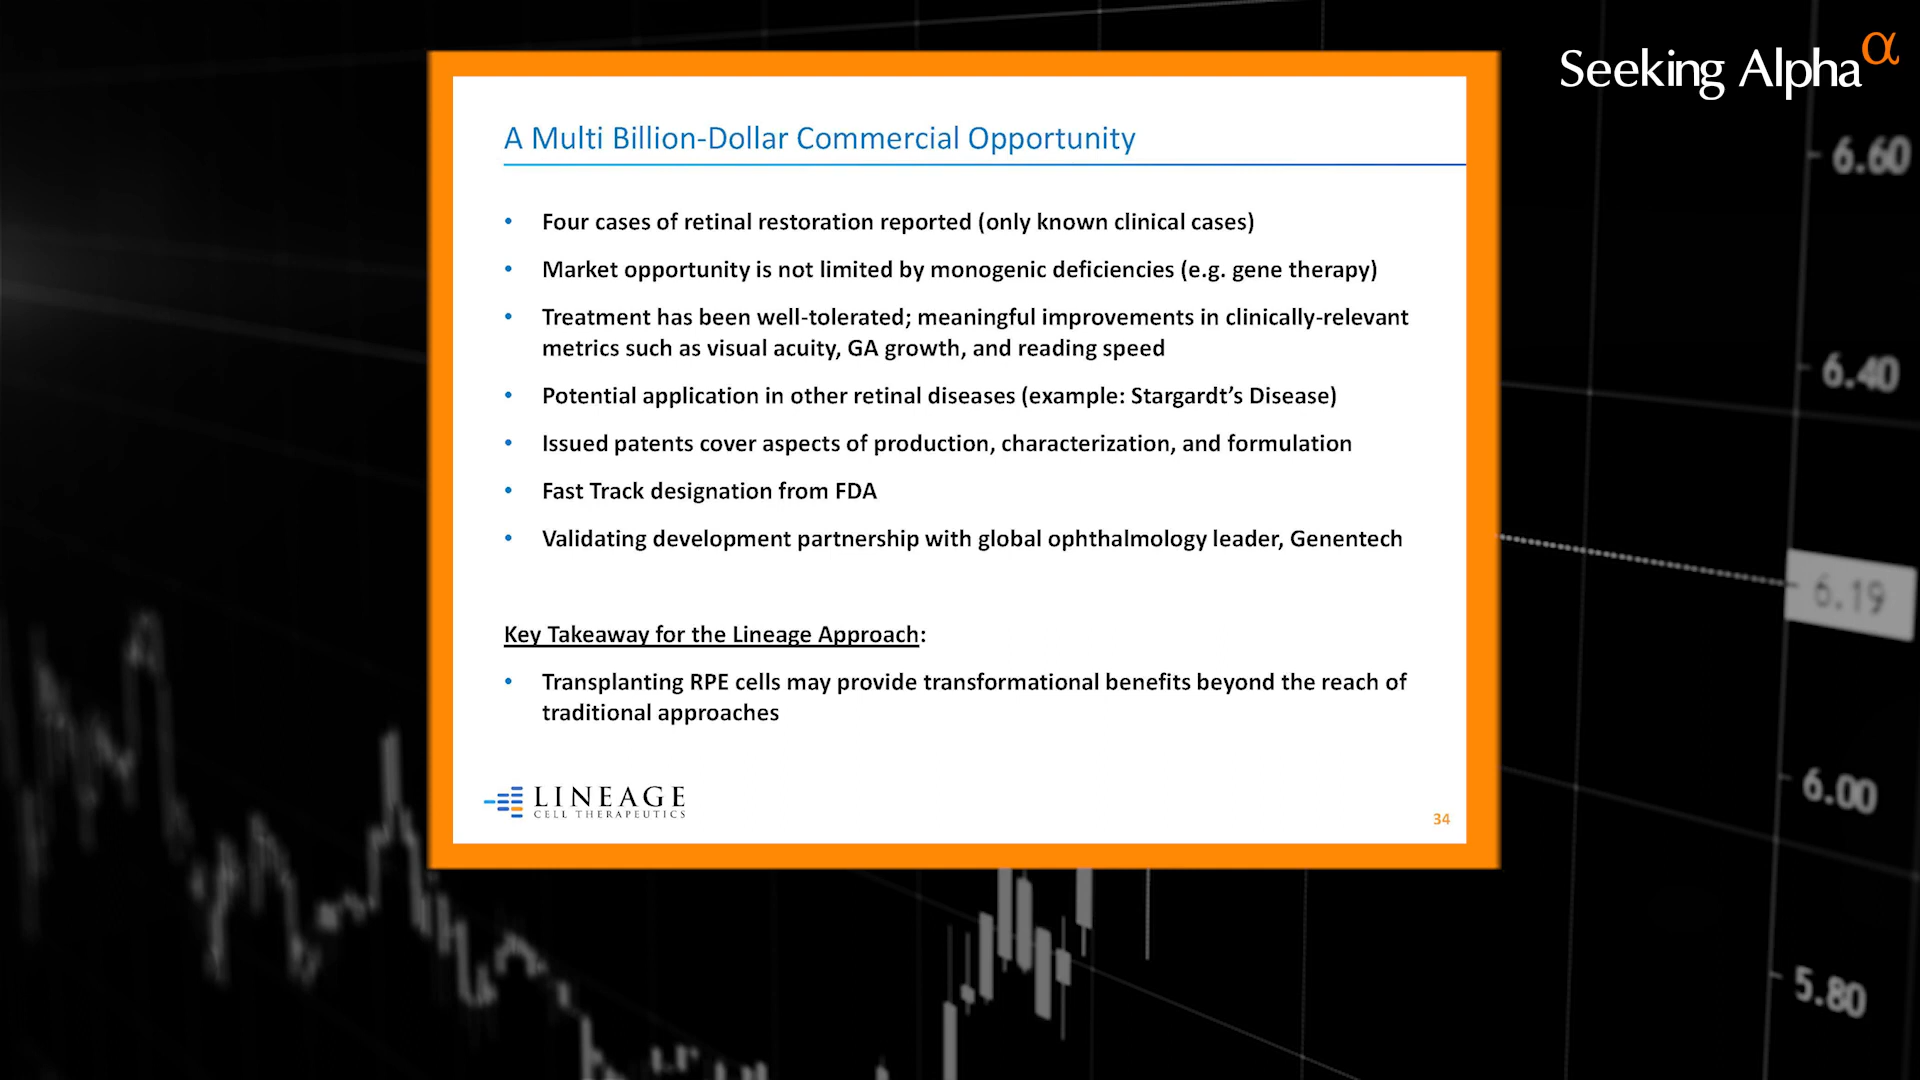 Seeking Alpha α
A Multi Billion-Dollar Commercial Opportunity
• Four cases of retinal restoration reported (only known clinical cases)
• Market opportunity is not limited by monogenic deficiencies (e.g. gene therapy)
• Treatment has been well-tolerated; meaningful improvements in clinically-relevant
metrics such as visual acuity, GA growth, and reading speed
• Potential application in other retinal diseases (example: Stargardt’s Disease)
• Issued patents cover aspects of production, characterization, and formulation
• Fast Track designation from FDA
• Validating development partnership with global ophthalmology leader, Genentech
Key Takeaway for the Lineage Approach:
• Transplanting RPE cells may provide transformational benefits beyond the reach of
traditional approaches
LINEAGE
CELL THERAPEUTICS
34
6.60
6.40
6.19
6.00
5.80